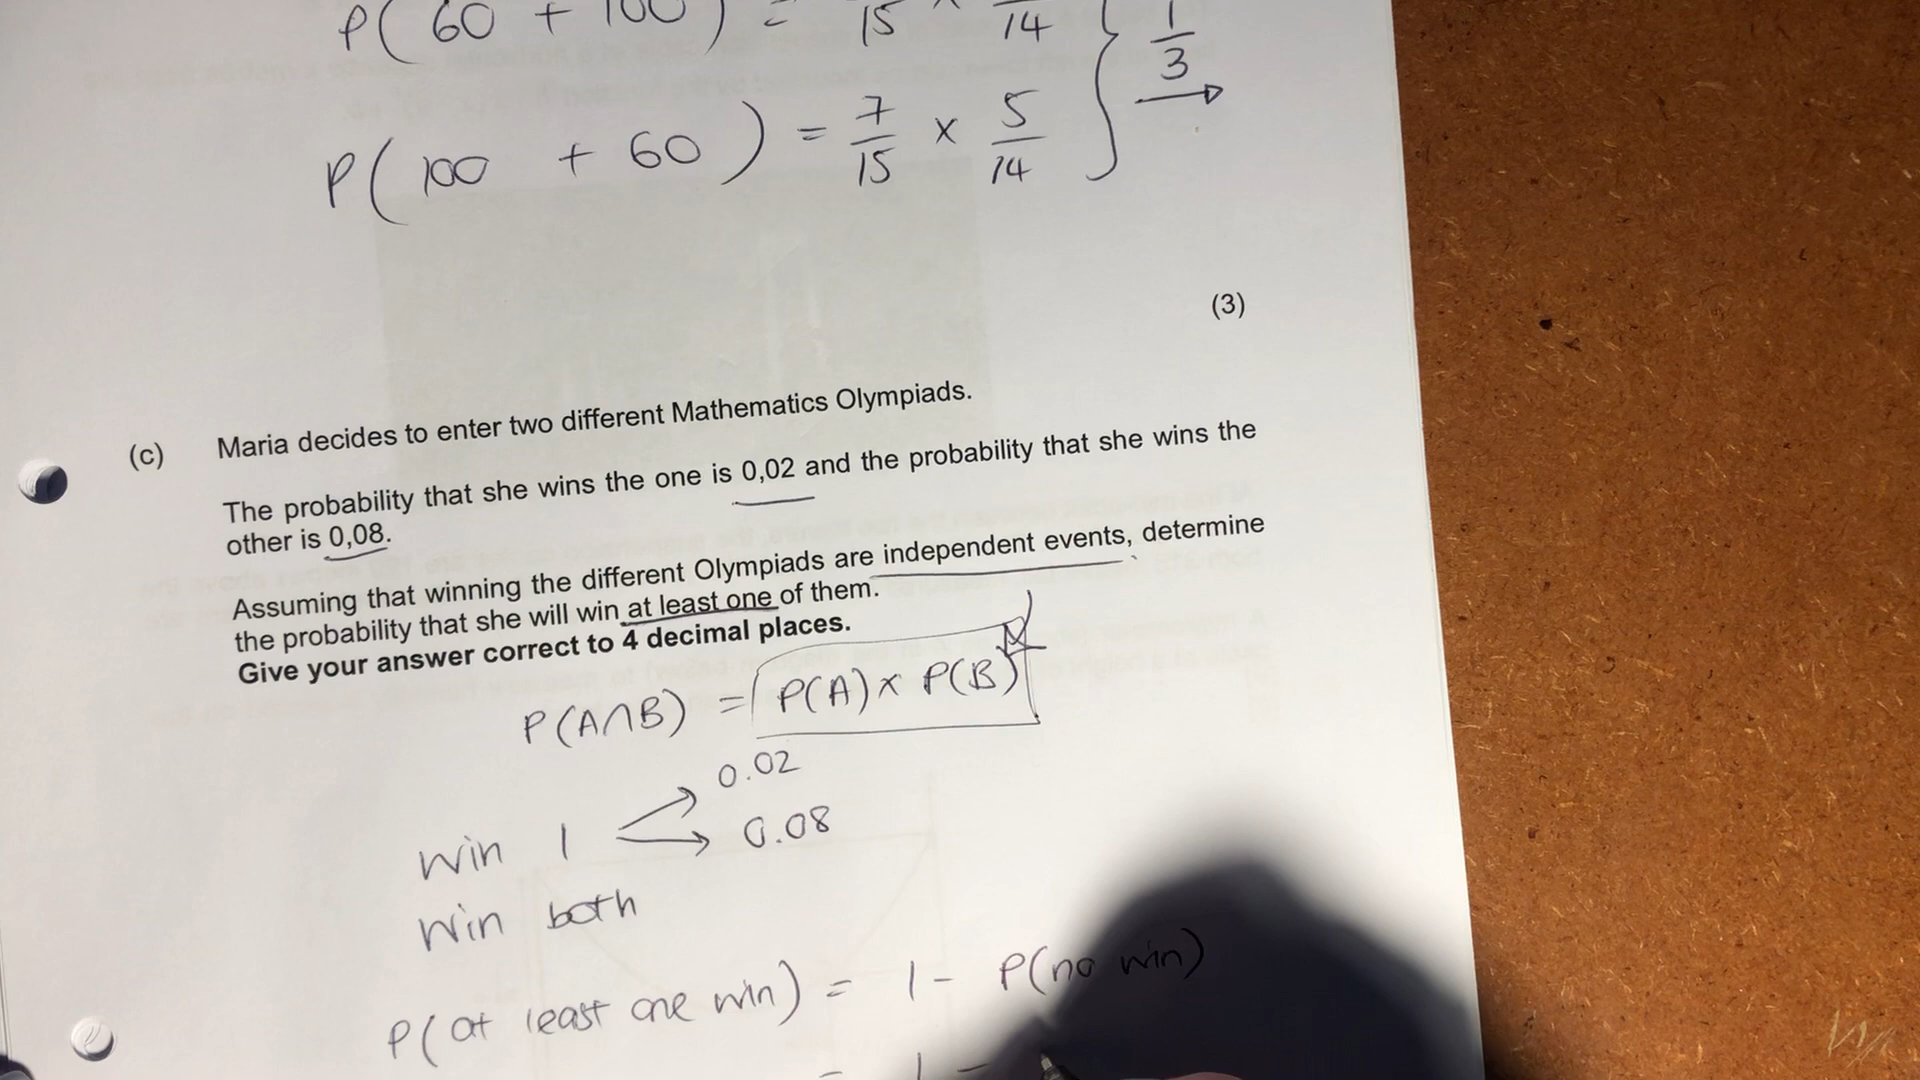 P( 60 + 100 ) = 15 × 14 } 1/3
P( 100 + 60 ) = 7/15 × 5/14
(3)
(c) Maria decides to enter two different Mathematics Olympiads.
The probability that she wins the one is 0,02 and the probability that she wins the
other is 0,08.
Assuming that winning the different Olympiads are independent events, determine
the probability that she will win at least one of them.
Give your answer correct to 4 decimal places.
P(A∩B) = P(A) × P(B)
0.02
Win 1
0.08
Win both
P( at least one win ) = 1 - P(no win)
= 1 -